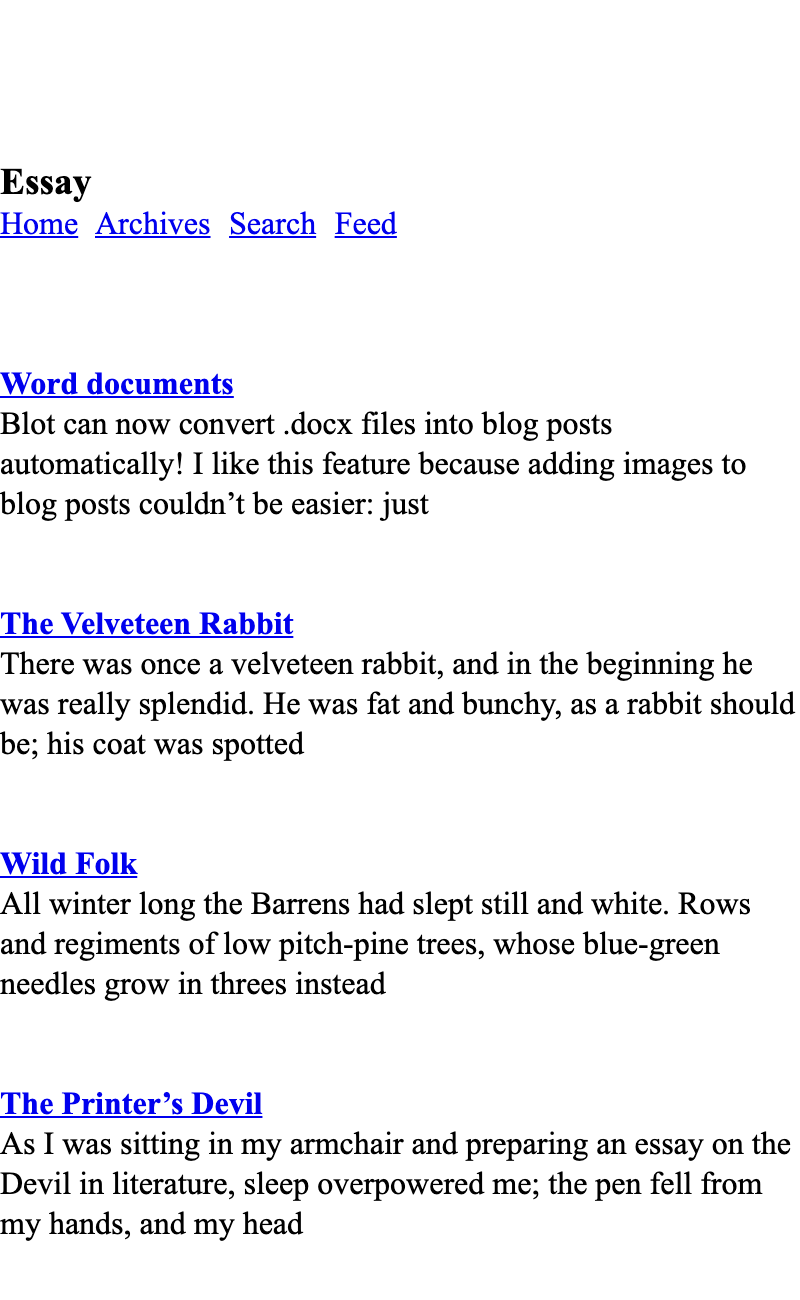 Essay
Home Archives Search Feed
Word documents
Blot can now convert .docx files into blog posts
automatically! I like this feature because adding images to
blog posts couldn’t be easier: just
The Velveteen Rabbit
There was once a velveteen rabbit, and in the beginning he
was really splendid. He was fat and bunchy, as a rabbit should
be; his coat was spotted
Wild Folk
All winter long the Barrens had slept still and white. Rows
and regiments of low pitch-pine trees, whose blue-green
needles grow in threes instead
The Printer’s Devil
As I was sitting in my armchair and preparing an essay on the
Devil in literature, sleep overpowered me; the pen fell from
my hands, and my head